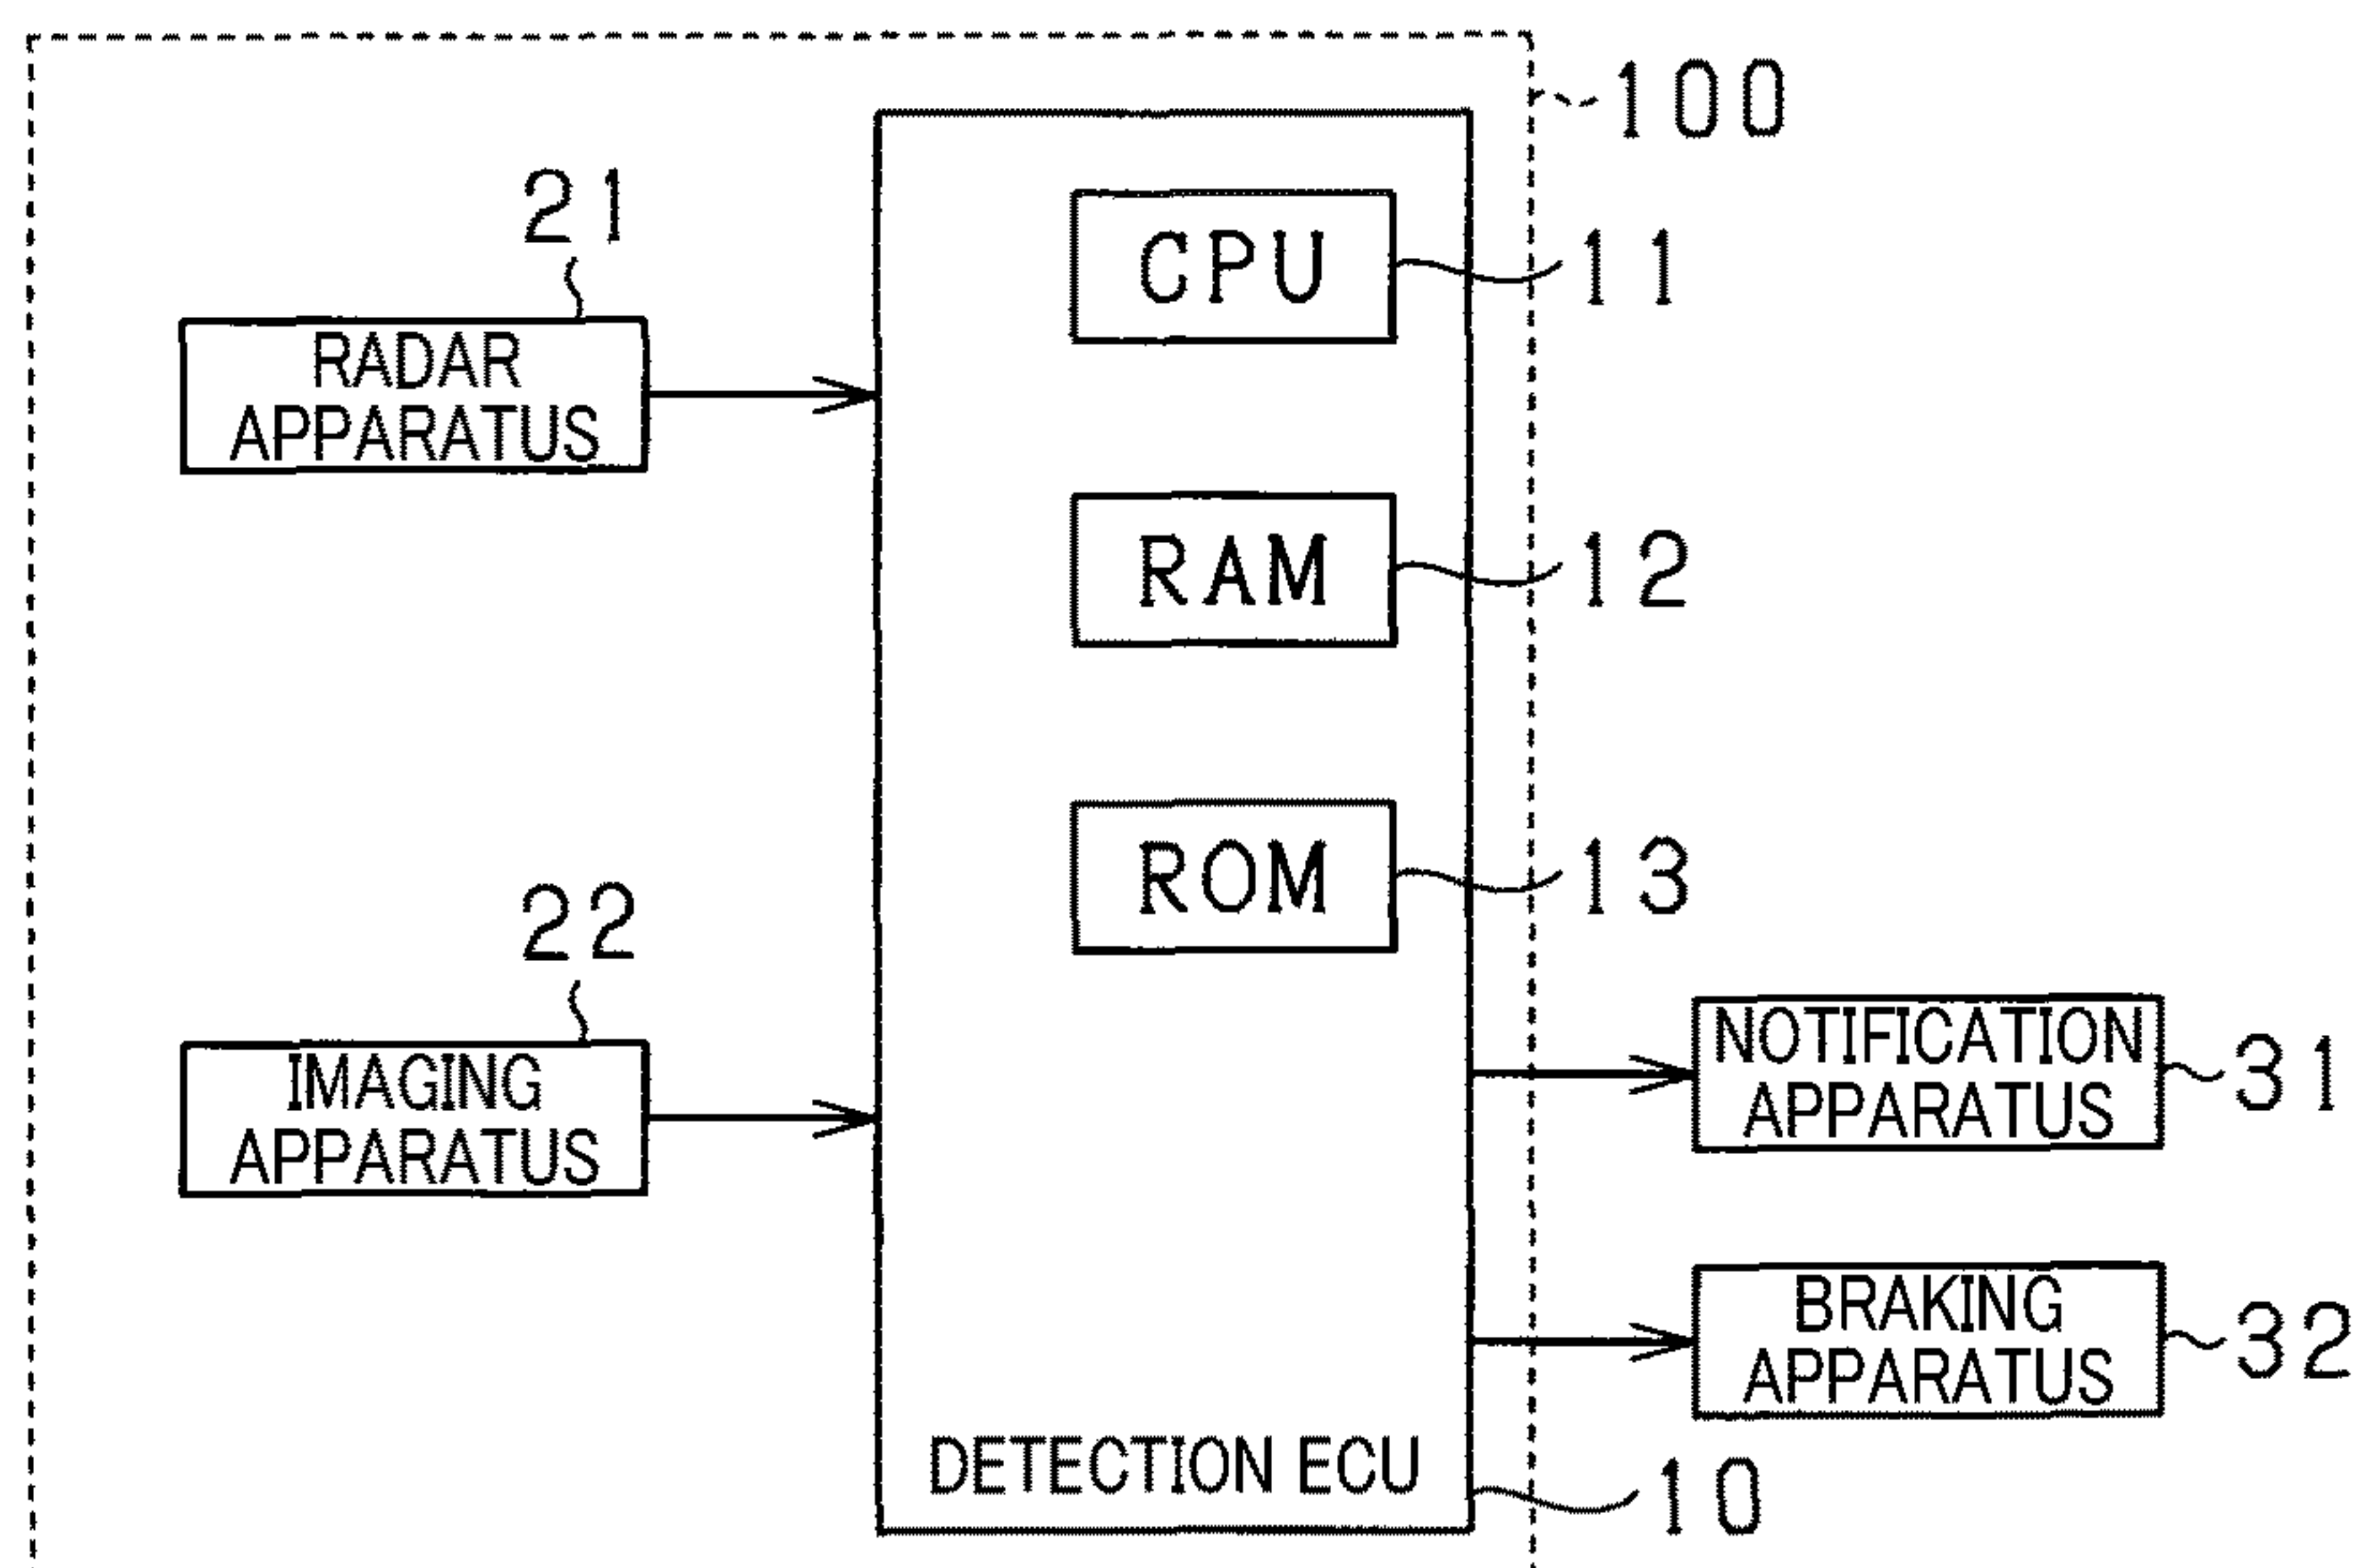 100
21
CPU
11
RADAR
APPARATUS
RAM
12
ROM
13
22
IMAGING
APPARATUS
NOTIFICATION
APPARATUS
31
BRAKING
APPARATUS
32
DETECTION ECU
10